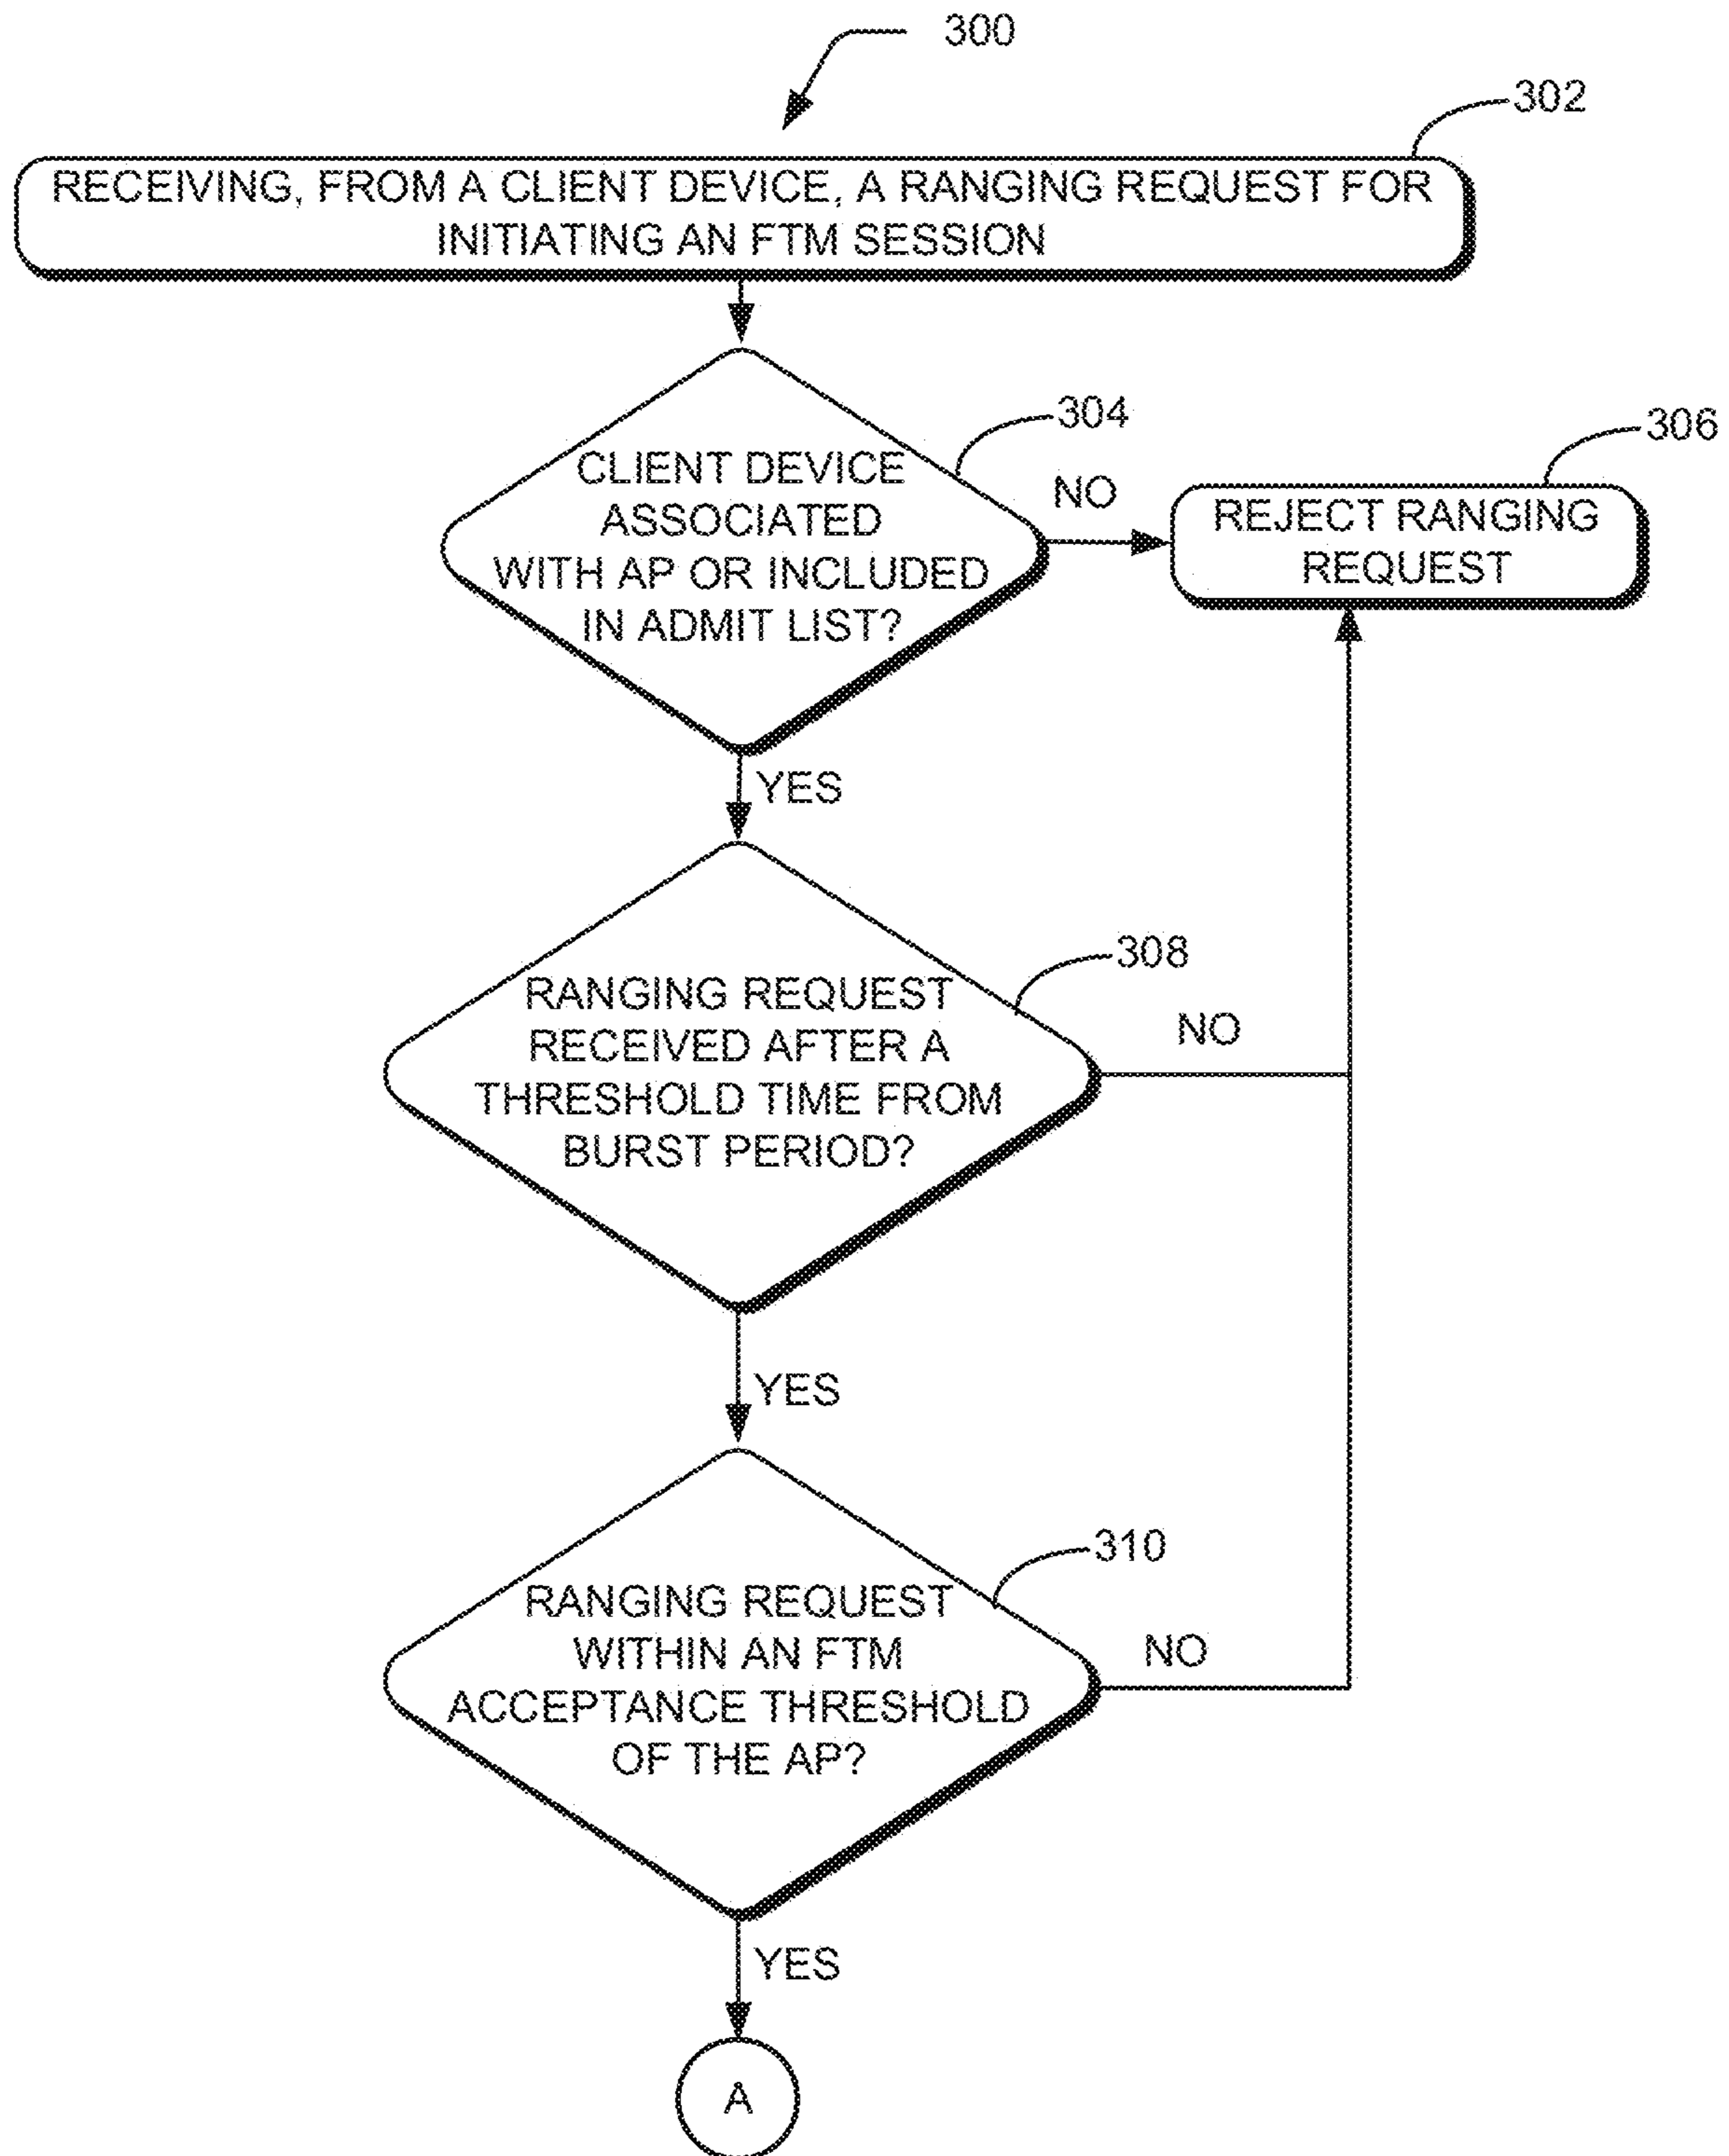 300
302
RECEIVING, FROM A CLIENT DEVICE, A RANGING REQUEST FOR
INITIATING AN FTM SESSION
304
CLIENT DEVICE
ASSOCIATED
WITH AP OR INCLUDED
IN ADMIT LIST?
NO
306
REJECT RANGING
REQUEST
YES
308
RANGING REQUEST
RECEIVED AFTER A
THRESHOLD TIME FROM
BURST PERIOD?
NO
YES
310
RANGING REQUEST
WITHIN AN FTM
ACCEPTANCE THRESHOLD
OF THE AP?
NO
YES
A